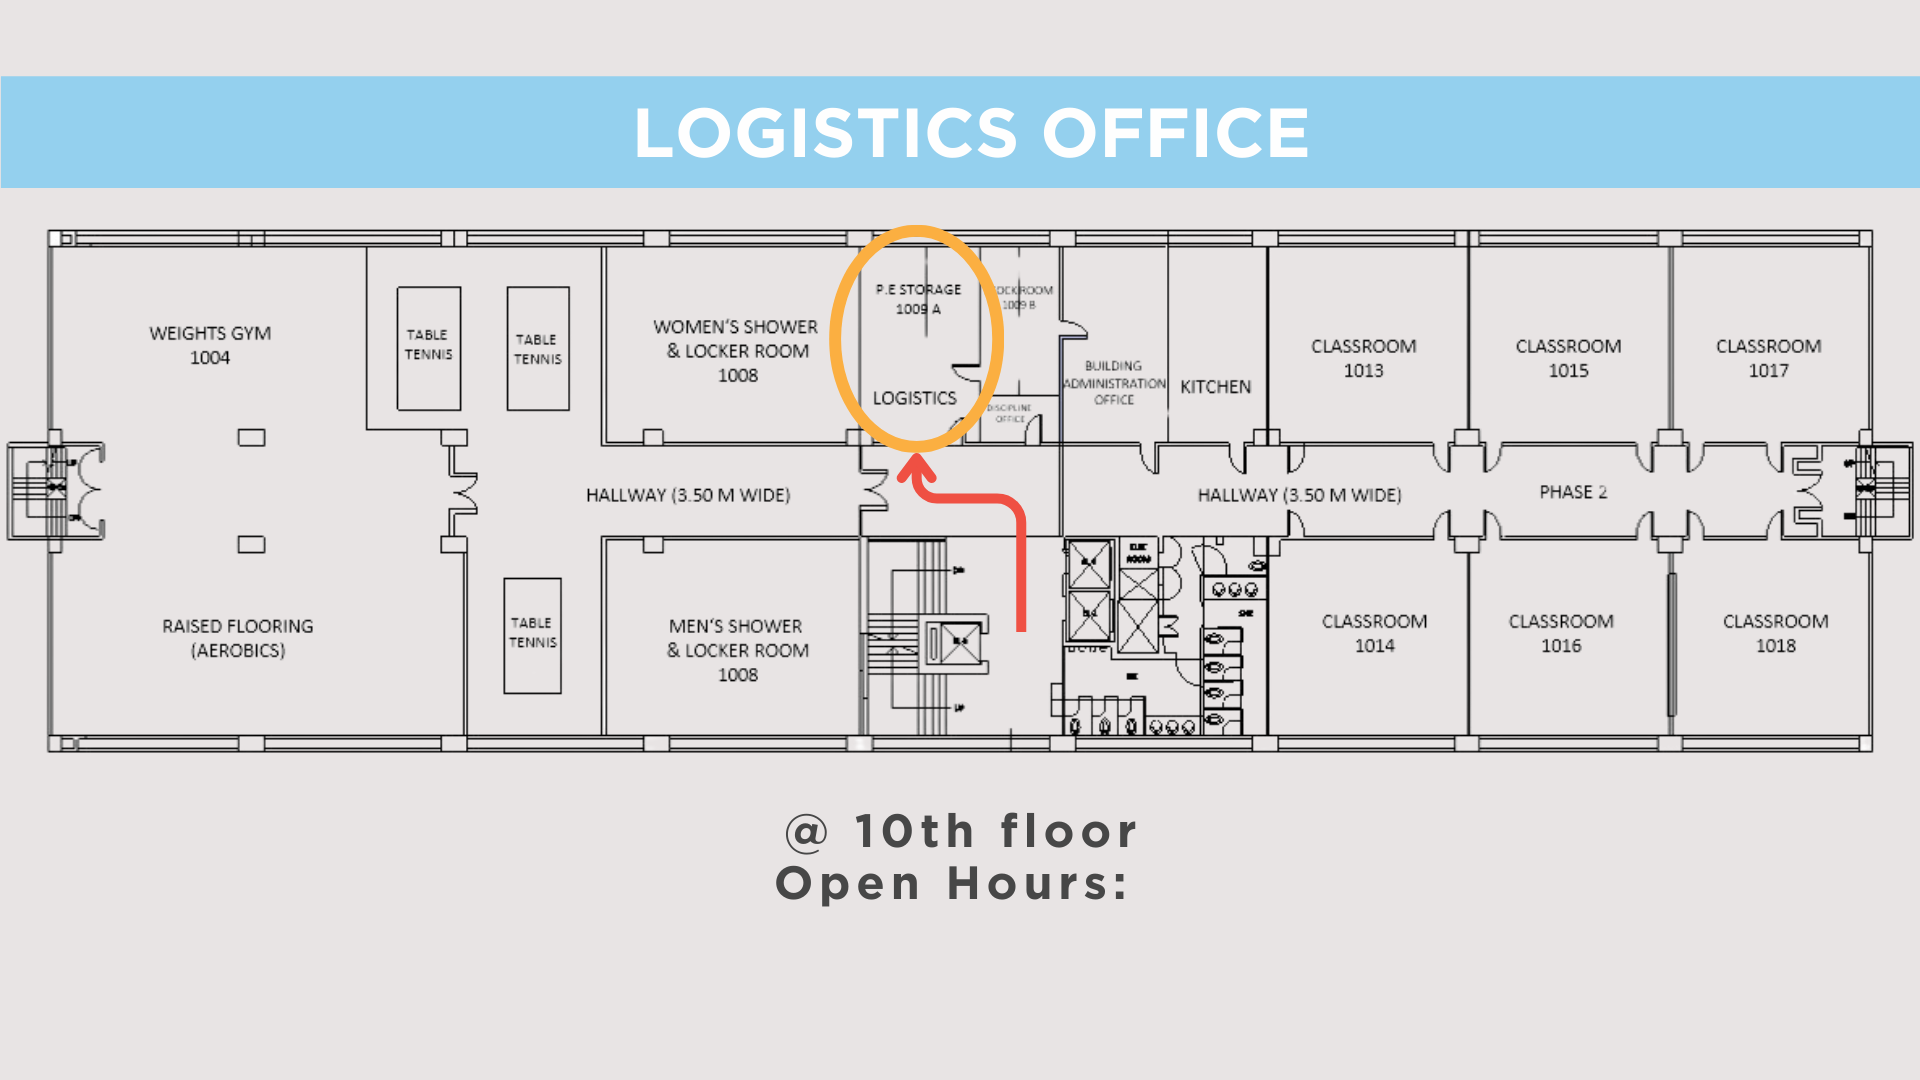 LOGISTICS OFFICE
WEIGHTS GYM
1004
TABLE
TENNIS
TABLE
TENNIS
WOMEN'S SHOWER
& LOCKER ROOM
1008
P.E STORAGE
1009 A
LOGISTICS
OCKROOM
1009 B
DISCIPLINE
OFFICE
BUILDING
ADMINISTRATION
OFFICE
KITCHEN
CLASSROOM
1013
CLASSROOM
1015
CLASSROOM
1017
HALLWAY (3.50 M WIDE)
HALLWAY (3.50 M WIDE)
PHASE 2
RAISED FLOORING
(AEROBICS)
TABLE
TENNIS
MEN'S SHOWER
& LOCKER ROOM
1008
CLASSROOM
1014
CLASSROOM
1016
CLASSROOM
1018
@ 10th floor
Open Hours: